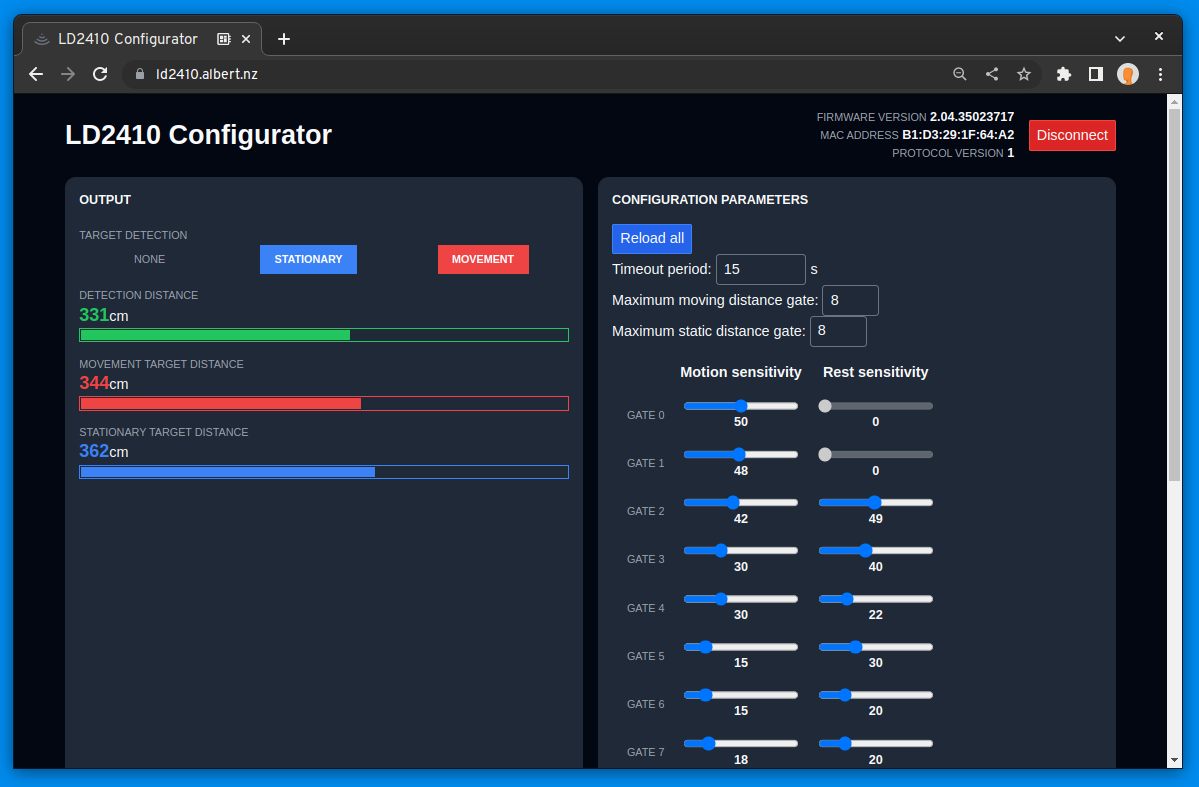 LD2410 Configurator
ld2410.albert.nz
LD2410 Configurator
FIRMWARE VERSION 2.04.35023717
MAC ADDRESS B1:D3:29:1F:64:A2
PROTOCOL VERSION 1
Disconnect
OUTPUT
TARGET DETECTION
NONE STATIONARY MOVEMENT
DETECTION DISTANCE
331cm
MOVEMENT TARGET DISTANCE
344cm
STATIONARY TARGET DISTANCE
362cm
CONFIGURATION PARAMETERS
Reload all
Timeout period: 15 s
Maximum moving distance gate: 8
Maximum static distance gate: 8
Motion sensitivity Rest sensitivity
GATE 0
50 0
GATE 1
48 0
GATE 2
42 49
GATE 3
30 40
GATE 4
30 22
GATE 5
15 30
GATE 6
15 20
GATE 7
18 20